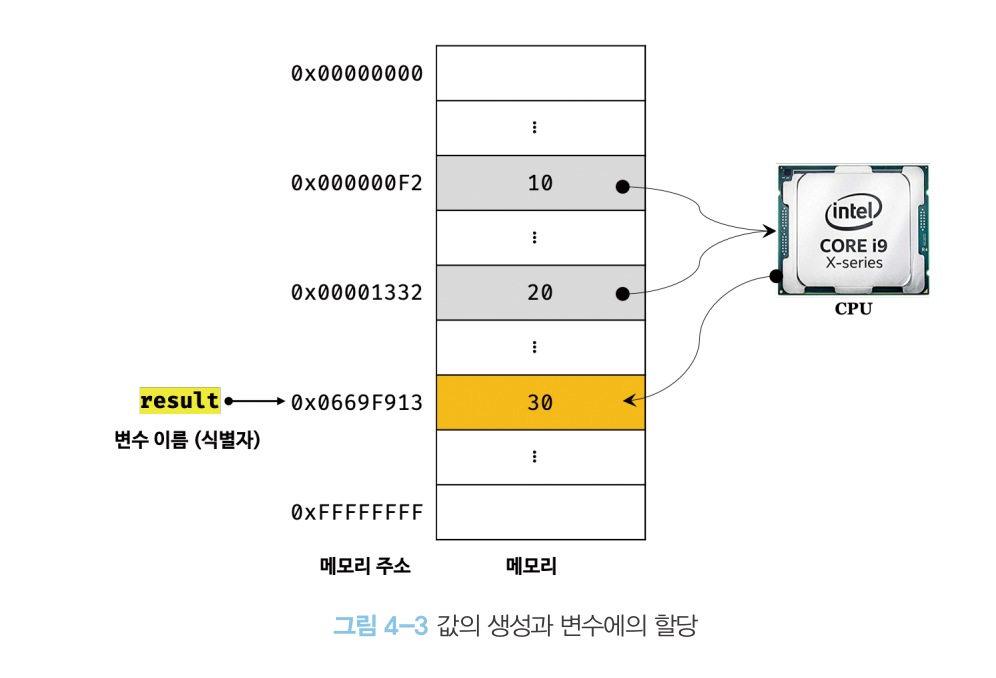 0x00000000
⋮
0x000000F2 10
⋮
intel
CORE i9
X-series
CPU
0x00001332 20
⋮
result 0x0669F913 30
변수 이름 (식별자)
⋮
0xFFFFFFFF
메모리 주소 메모리
그림 4-3 값의 생성과 변수에의 할당